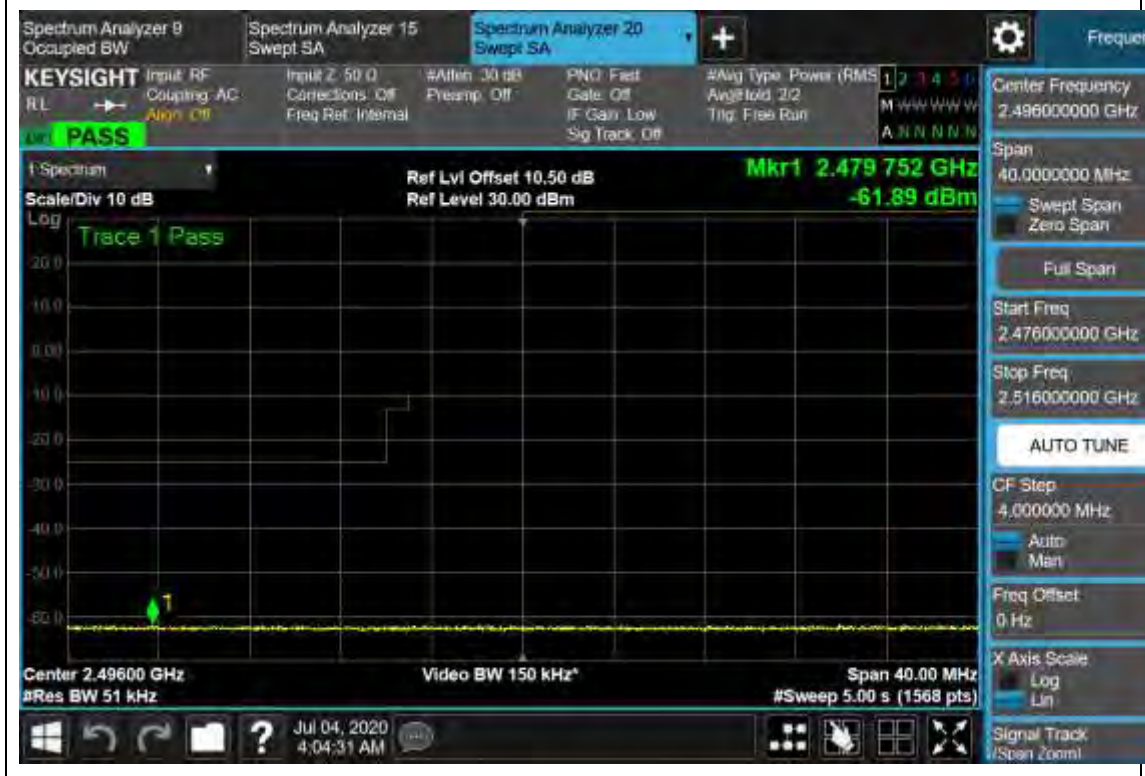 Spectrum Analyzer 9
Occupied BW
Spectrum Analyzer 15
Swept SA
Spectrum Analyzer 20
Swept SA
KEYSIGHT
RL
Input: RF
Coupling: AC
Align: Off
Input Z: 50 Ω
Corrections: Off
Freq Ref: Internal
#Atten: 30 dB
Preamp: Off
PNO: Fast
Gate: Off
IF Gain: Low
Sig Track: Off
#Avg Type: Power (RMS
Avg|Hold: 2/2
Trig: Free Run
1 2 3 4 5 6
M W W W W W
A N N N N N
PASS
1 Spectrum
Scale/Div 10 dB
Ref Lvl Offset 10.50 dB
Ref Level 30.00 dBm
Mkr1 2.479 752 GHz
-61.89 dBm
Log
Trace 1 Pass
20.0
10.0
0.00
-10.0
-20.0
-30.0
-40.0
-50.0
-60.0
1
Center 2.49600 GHz
#Res BW 51 kHz
Video BW 150 kHz*
Span 40.00 MHz
#Sweep 5.00 s (1568 pts)
Jul 04, 2020
4:04:31 AM
Frequen
Center Frequency
2.496000000 GHz
Span
40.0000000 MHz
Swept Span
Zero Span
Full Span
Start Freq
2.476000000 GHz
Stop Freq
2.516000000 GHz
AUTO TUNE
CF Step
4.000000 MHz
Auto
Man
Freq Offset
0 Hz
X Axis Scale
Log
Lin
Signal Track
(Span Zoom)